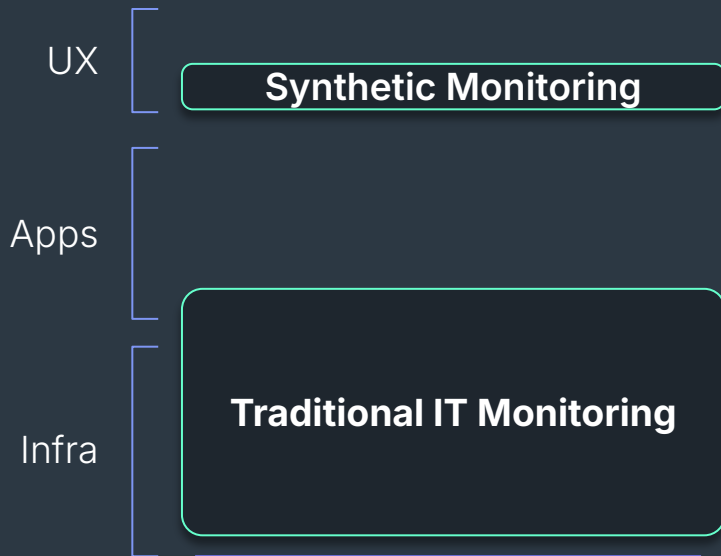 UX
Synthetic Monitoring
Apps
Traditional IT Monitoring
Infra